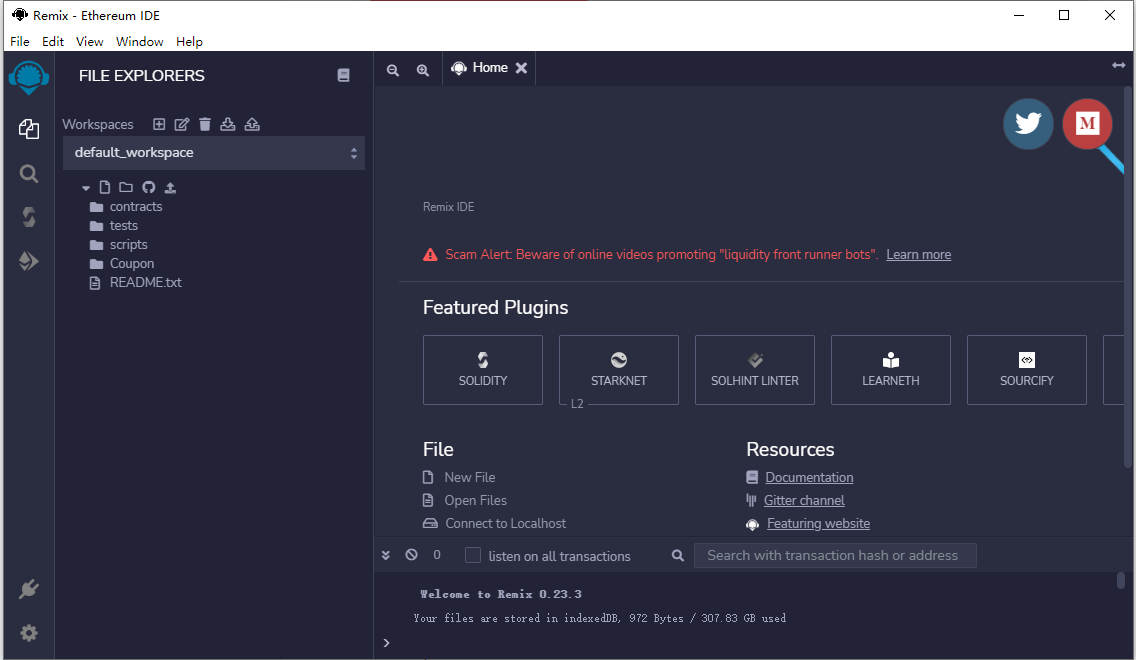 Remix - Ethereum IDE
File Edit View Window Help
FILE EXPLORERS
Home
Workspaces
default_workspace
contracts
tests
scripts
Coupon
README.txt
M
Remix IDE
Scam Alert: Beware of online videos promoting "liquidity front runner bots". Learn more
Featured Plugins
SOLIDITY
STARKNET
L2
SOLHINT LINTER
LEARNETH
SOURCIFY
File
New File
Open Files
Connect to Localhost
Resources
Documentation
Gitter channel
Featuring website
0
listen on all transactions
Search with transaction hash or address
Welcome to Remix 0.23.3
Your files are stored in indexedDB, 972 Bytes / 307.83 GB used
>